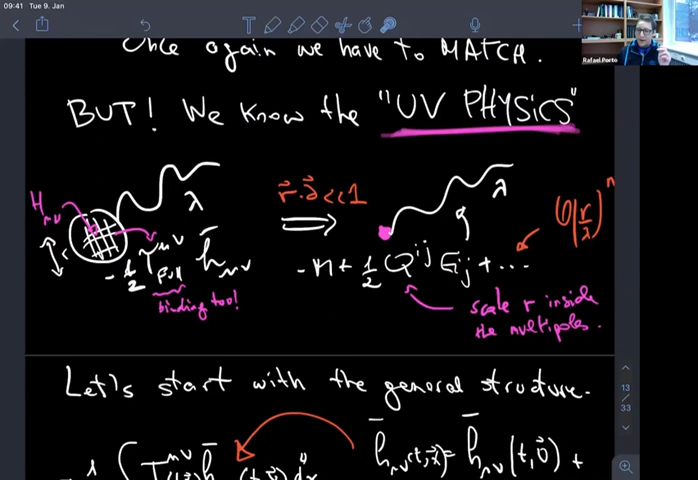 09:41 Tue 9. Jan
Rafael Porto
Once again we have to MATCH.
BUT! We know the "UV PHYSICS"
H_μν
λ
r⃗·∂⃗<<1
⇒
λ
O(r/λ)^n
r
-1/2 T^μν_Full h̄_μν
-M + 1/2 Q^ij E_ij + ...
binding too!
scale r inside
the multipoles.
13
/
33
Let's start with the general structure.
h̄_μν(t,x⃗) = h̄_μν(t,0⃗) +